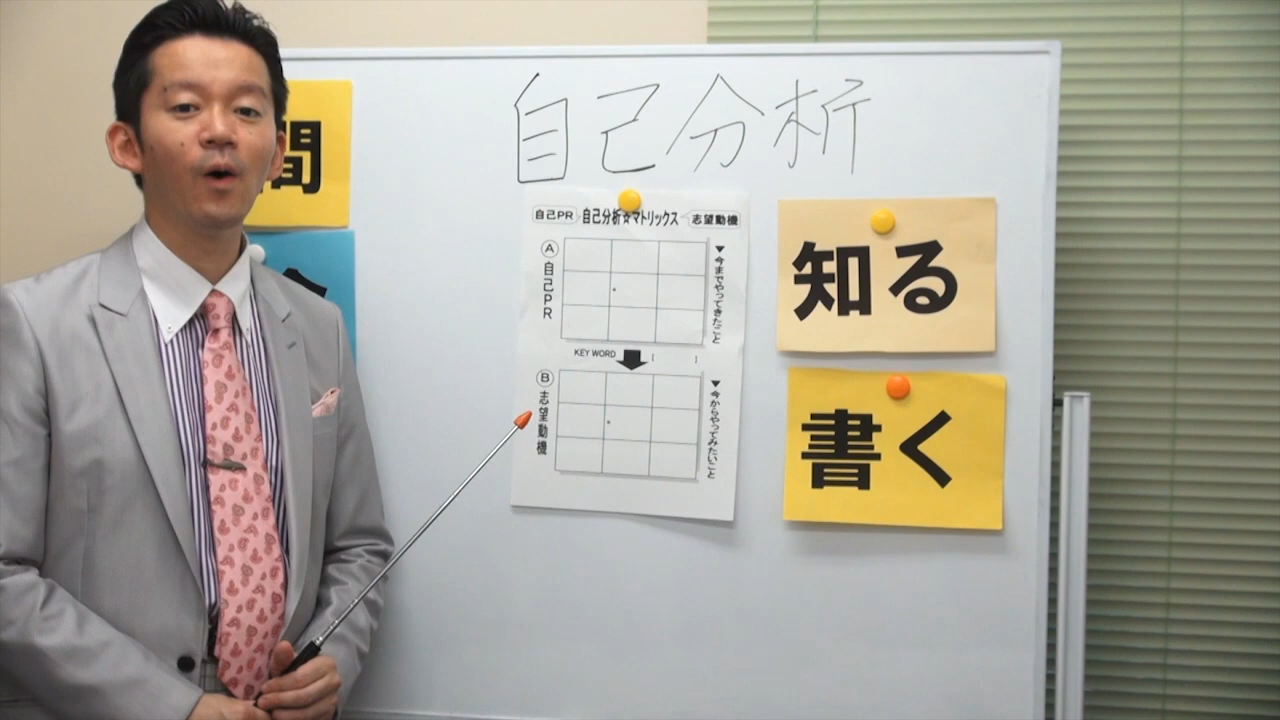 自己分析
間
自己PR 自己分析☆マトリックス 志望動機
Ⓐ 自己PR
▼今までやってきたこと
KEY WORD [ ]
Ⓑ 志望動機
▼今からやってみたいこと
知る
書く